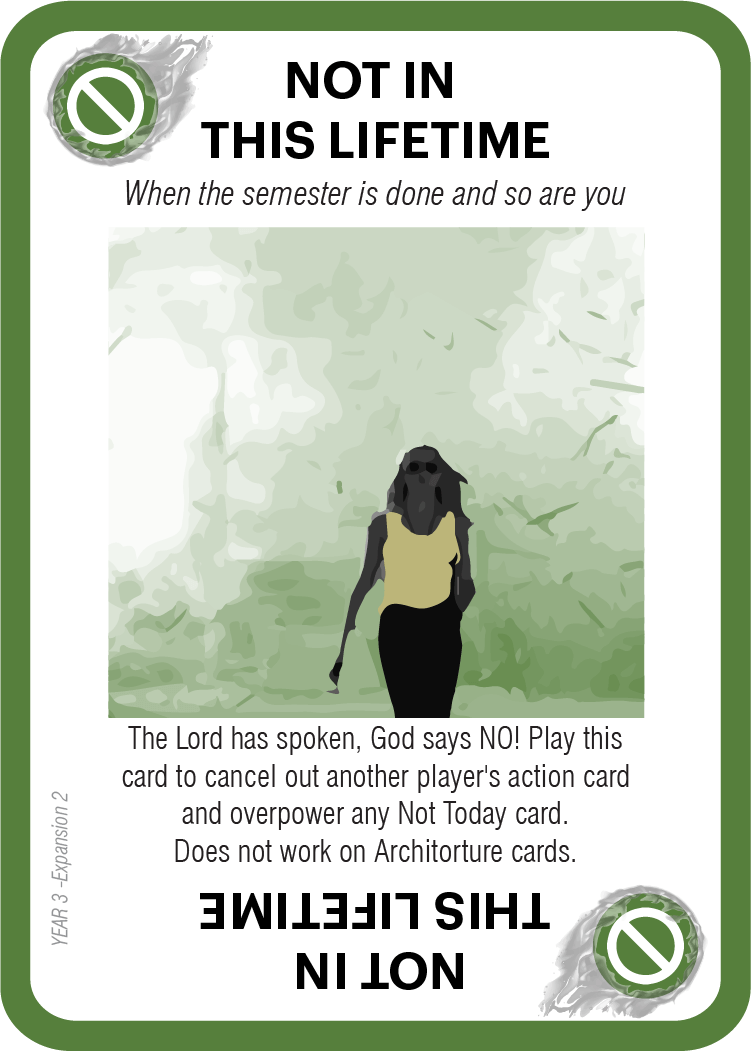 NOT IN
THIS LIFETIME
When the semester is done and so are you
The Lord has spoken, God says NO! Play this
card to cancel out another player's action card
and overpower any Not Today card.
Does not work on Architorture cards.
YEAR 3 -Expansion 2
NOT IN
THIS LIFETIME